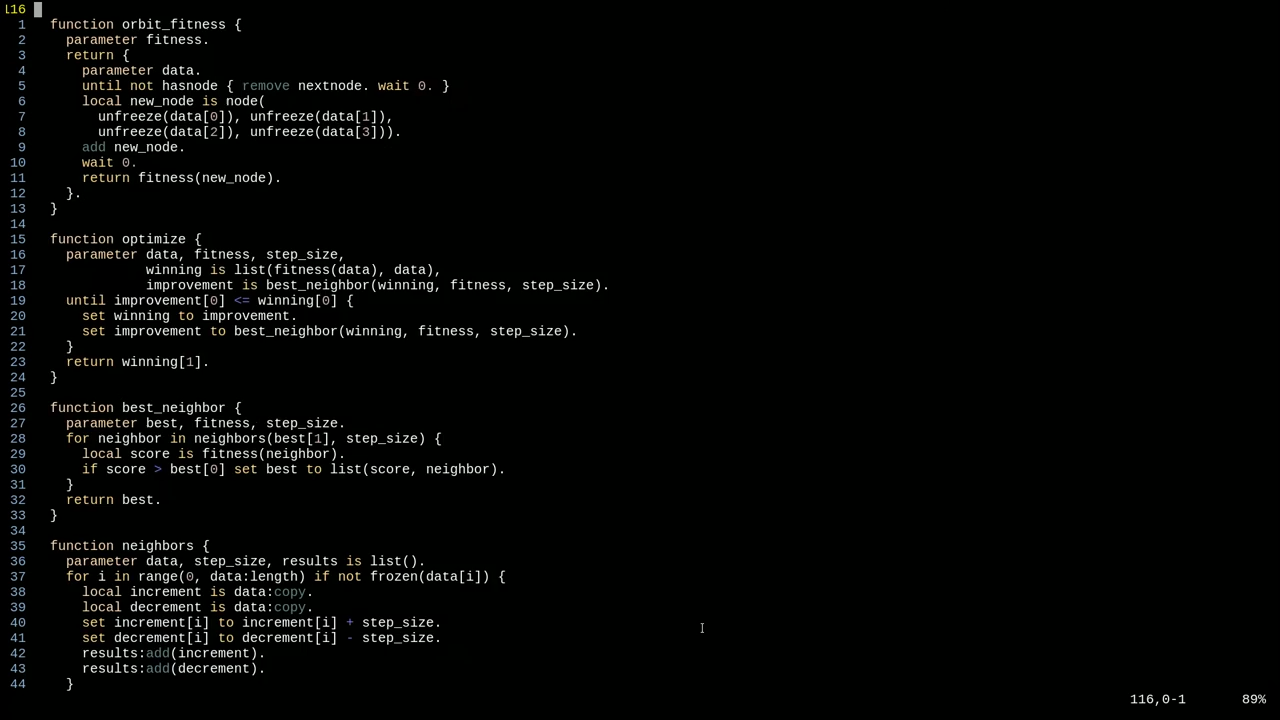 116
1 function orbit_fitness {
2 parameter fitness.
3 return {
4 parameter data.
5 until not hasnode { remove nextnode. wait 0. }
6 local new_node is node(
7 unfreeze(data[0]), unfreeze(data[1]),
8 unfreeze(data[2]), unfreeze(data[3])).
9 add new_node.
10 wait 0.
11 return fitness(new_node).
12 }.
13 }
14
15 function optimize {
16 parameter data, fitness, step_size,
17 winning is list(fitness(data), data),
18 improvement is best_neighbor(winning, fitness, step_size).
19 until improvement[0] <= winning[0] {
20 set winning to improvement.
21 set improvement to best_neighbor(winning, fitness, step_size).
22 }
23 return winning[1].
24 }
25
26 function best_neighbor {
27 parameter best, fitness, step_size.
28 for neighbor in neighbors(best[1], step_size) {
29 local score is fitness(neighbor).
30 if score > best[0] set best to list(score, neighbor).
31 }
32 return best.
33 }
34
35 function neighbors {
36 parameter data, step_size, results is list().
37 for i in range(0, data:length) if not frozen(data[i]) {
38 local increment is data:copy.
39 local decrement is data:copy.
40 set increment[i] to increment[i] + step_size.
41 set decrement[i] to decrement[i] - step_size.
42 results:add(increment).
43 results:add(decrement).
44 }
116,0-1 89%